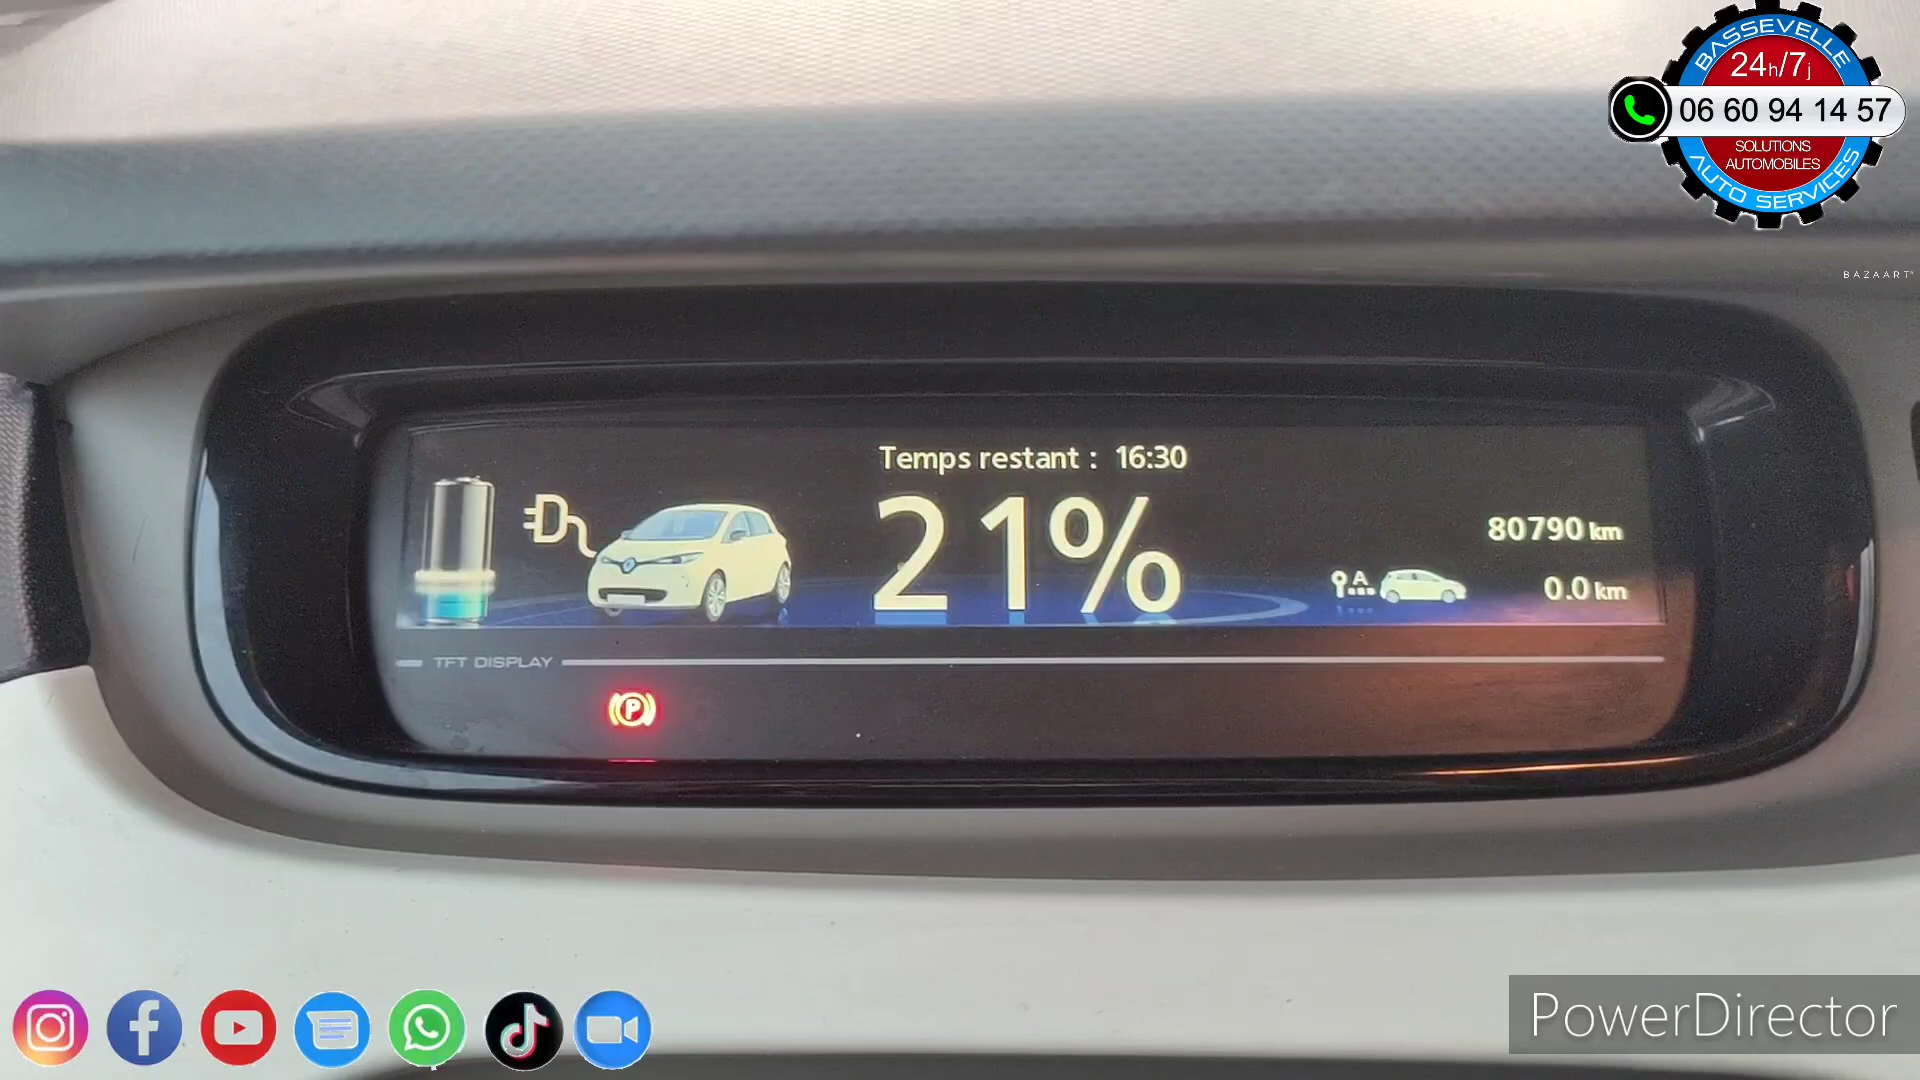 BASSEVELLE
24h/7j
06 60 94 14 57
SOLUTIONS
AUTOMOBILES
AUTO SERVICES
BAZAART
Temps restant : 16:30
21%
80790 km
A
0.0 km
TFT DISPLAY
P
PowerDirector